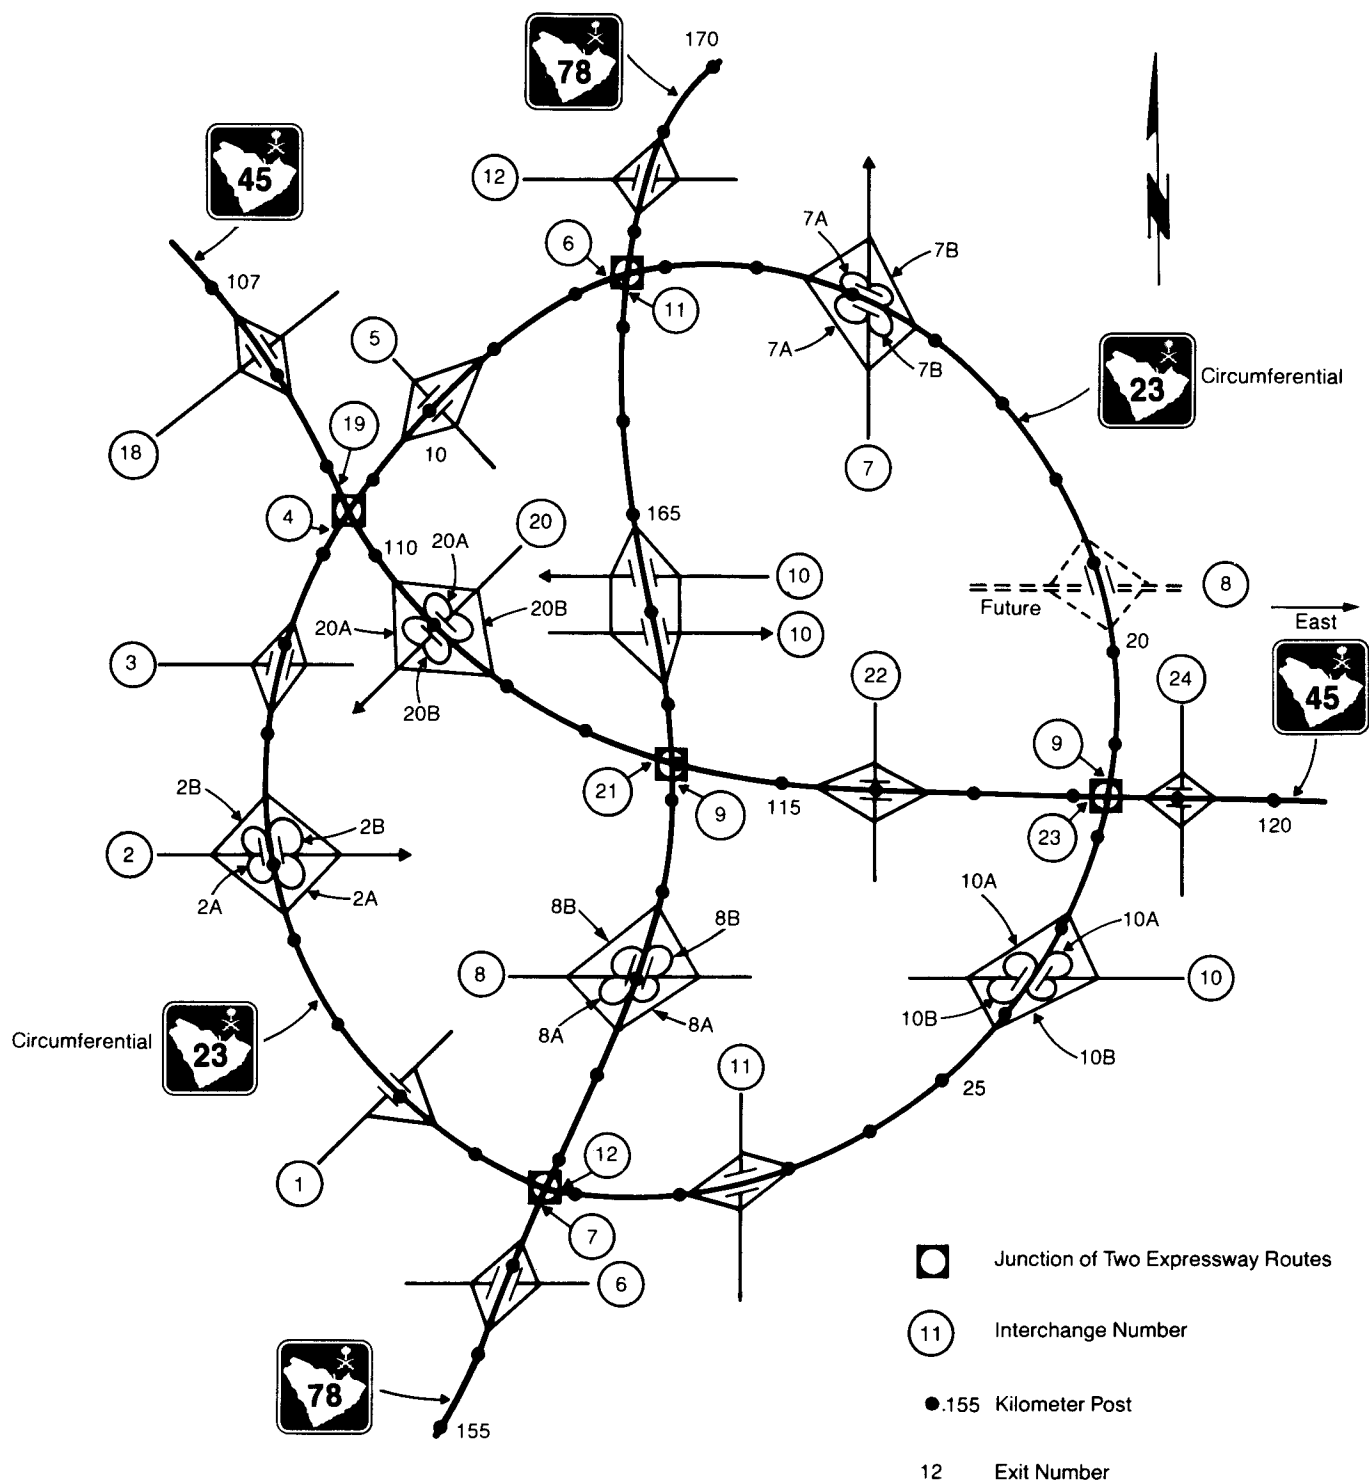 170
78
45
12
7A
6
7B
107
11
5
7A
7B
23
Circumferential
19
10
18
7
4
165
20
110
20A
10
8
Future
20B
20A
10
East
20
3
22
24
45
20B
9
21
2B
115
9
120
2B
23
2
10A
2A
2A
8B
8B
10A
8
10
8A
8A
10B
10B
Circumferential
23
11
25
12
1
7
Junction of Two Expressway Routes
6
11 Interchange Number
78
.155 Kilometer Post
155
12 Exit Number